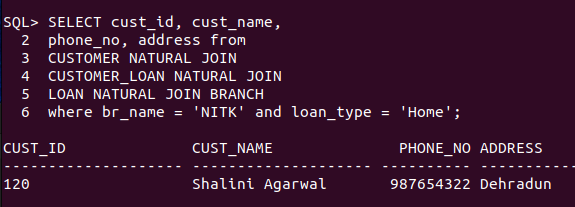 SQL> SELECT cust_id, cust_name,
2 phone_no, address from
3 CUSTOMER NATURAL JOIN
4 CUSTOMER_LOAN NATURAL JOIN
5 LOAN NATURAL JOIN BRANCH
6 where br_name = 'NITK' and loan_type = 'Home';
CUST_ID CUST_NAME PHONE_NO ADDRESS
-------------------- -------------------- ---------- -----------
120 Shalini Agarwal 987654322 Dehradun